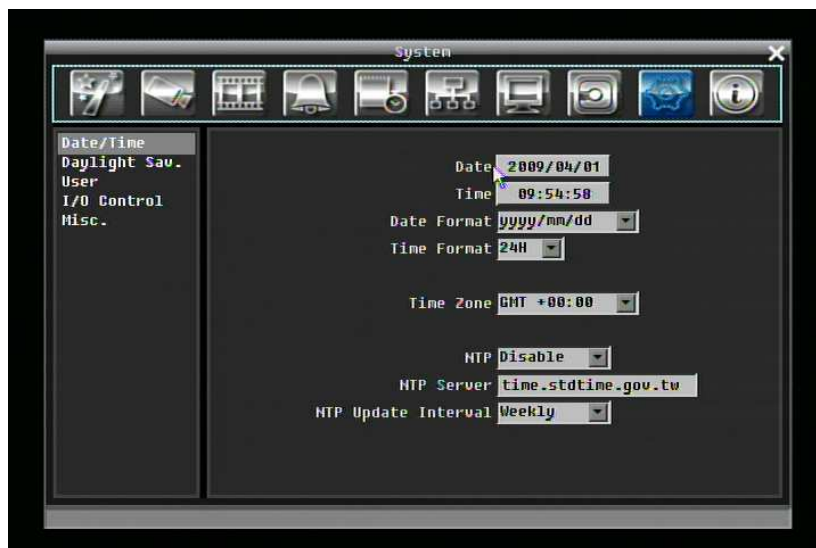 System
Date/Time
Daylight Sav.
User
I/O Control
Misc.
Date 2009/04/01
Time 09:54:58
Date Format yyyy/mm/dd
Time Format 24H
Time Zone GMT +00:00
NTP Disable
NTP Server time.stdtime.gov.tw
NTP Update Interval Weekly